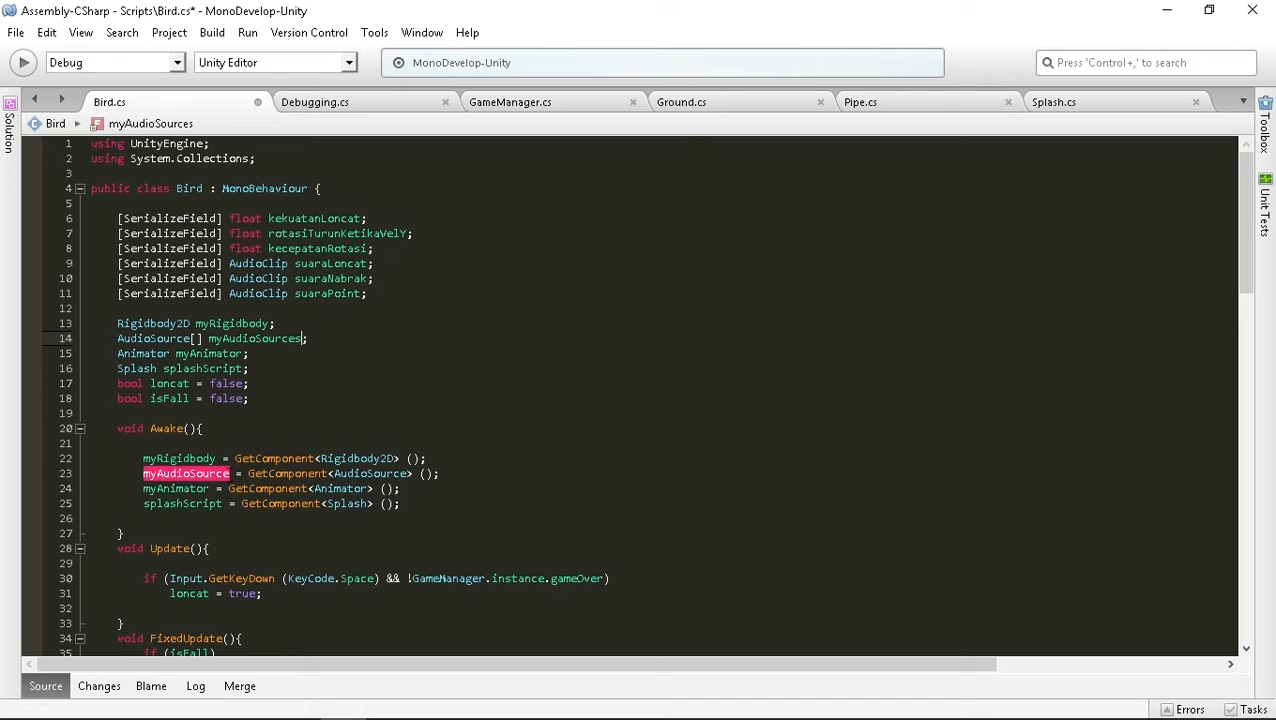 Assembly-CSharp - Scripts\Bird.cs* - MonoDevelop-Unity
File Edit View Search Project Build Run Version Control Tools Window Help
Debug Unity Editor MonoDevelop-Unity Press 'Control+,' to search
Bird.cs Debugging.cs GameManager.cs Ground.cs Pipe.cs Splash.cs
Bird myAudioSources
Solution
Toolbox
Unit Tests
1 using UnityEngine;
2 using System.Collections;
3
4 public class Bird : MonoBehaviour {
5
6 [SerializeField] float kekuatanLoncat;
7 [SerializeField] float rotasiTurunKetikaVelY;
8 [SerializeField] float kecepatanRotasi;
9 [SerializeField] AudioClip suaraLoncat;
10 [SerializeField] AudioClip suaraNabrak;
11 [SerializeField] AudioClip suaraPoint;
12
13 Rigidbody2D myRigidbody;
14 AudioSource[] myAudioSources;
15 Animator myAnimator;
16 Splash splashScript;
17 bool loncat = false;
18 bool isFall = false;
19
20 void Awake(){
21
22 myRigidbody = GetComponent<Rigidbody2D> ();
23 myAudioSource = GetComponent<AudioSource> ();
24 myAnimator = GetComponent<Animator> ();
25 splashScript = GetComponent<Splash> ();
26
27 }
28 void Update(){
29
30 if (Input.GetKeyDown (KeyCode.Space) && !GameManager.instance.gameOver)
31 loncat = true;
32
33 }
34 void FixedUpdate(){
35 if (isFall)
Source Changes Blame Log Merge
Errors Tasks